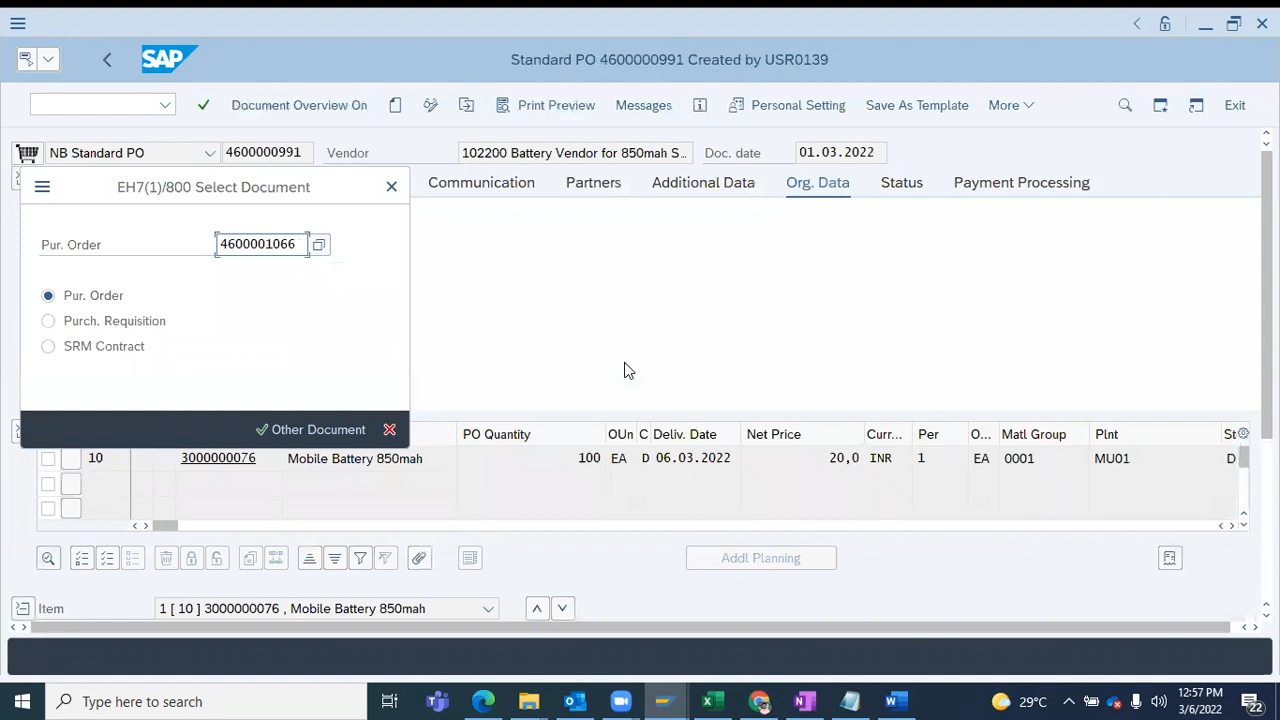 SAP
Standard PO 4600000991 Created by USR0139
Document Overview On
Print Preview
Messages
Personal Setting
Save As Template
More
Exit
NB Standard PO
4600000991
Vendor
102200 Battery Vendor for 850mah S...
Doc. date
01.03.2022
EH7(1)/800 Select Document
Communication
Partners
Additional Data
Org. Data
Status
Payment Processing
Pur. Order
4600001066
Pur. Order
Purch. Requisition
SRM Contract
Other Document
PO Quantity
OUn
C
Deliv. Date
Net Price
Curr...
Per
O...
Matl Group
Plnt
St
10
3000000076
Mobile Battery 850mah
100
EA
D
06.03.2022
20,0
INR
1
EA
0001
MU01
D
Addl Planning
Item
1 [ 10 ] 3000000076 , Mobile Battery 850mah
Type here to search
29°C
12:57 PM
3/6/2022
22